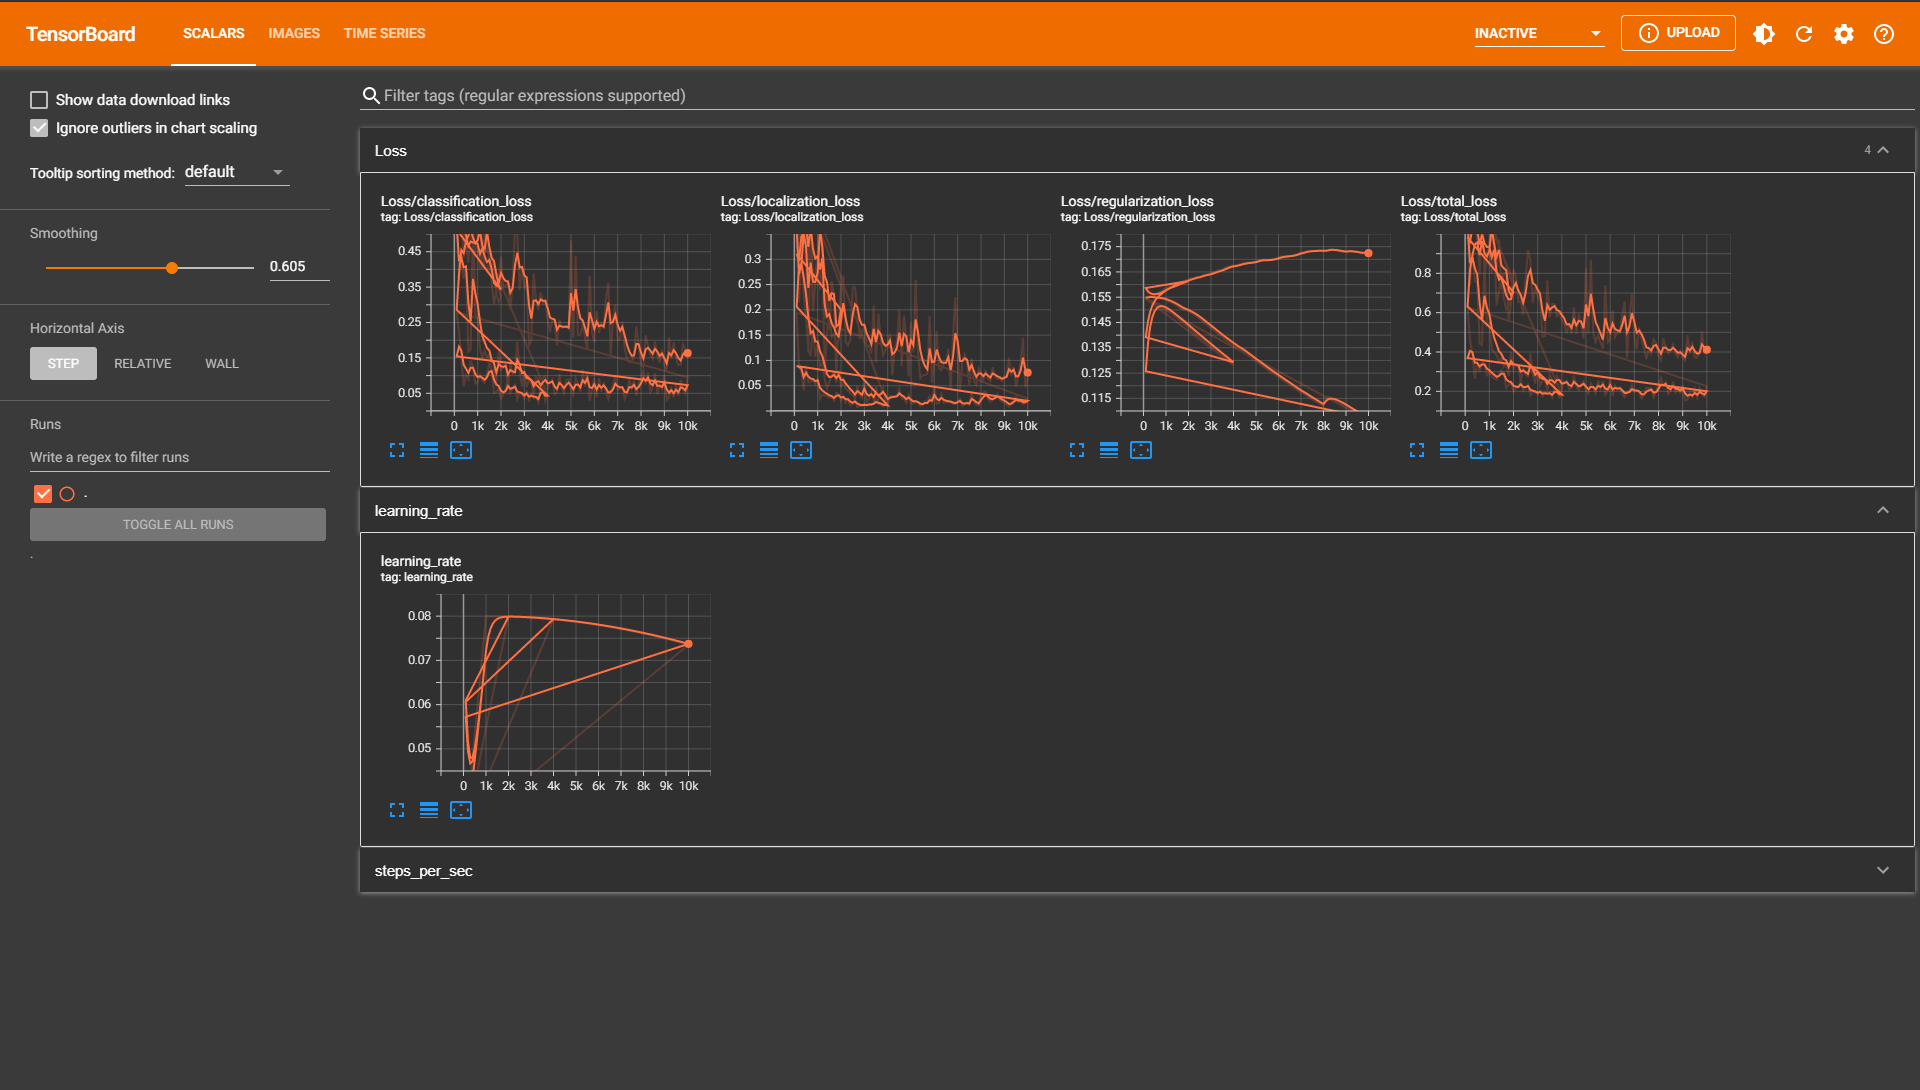 TensorBoard
SCALARS
IMAGES
TIME SERIES
INACTIVE
UPLOAD
Show data download links
Ignore outliers in chart scaling
Tooltip sorting method: default
Smoothing
0.605
Horizontal Axis
STEP
RELATIVE
WALL
Runs
Write a regex to filter runs
.
TOGGLE ALL RUNS
.
Filter tags (regular expressions supported)
Loss
4
Loss/classification_loss
tag: Loss/classification_loss
0.45
0.35
0.25
0.15
0.05
0 1k 2k 3k 4k 5k 6k 7k 8k 9k 10k
Loss/localization_loss
tag: Loss/localization_loss
0.3
0.25
0.2
0.15
0.1
0.05
0 1k 2k 3k 4k 5k 6k 7k 8k 9k 10k
Loss/regularization_loss
tag: Loss/regularization_loss
0.175
0.165
0.155
0.145
0.135
0.125
0.115
0 1k 2k 3k 4k 5k 6k 7k 8k 9k 10k
Loss/total_loss
tag: Loss/total_loss
0.8
0.6
0.4
0.2
0 1k 2k 3k 4k 5k 6k 7k 8k 9k 10k
learning_rate
learning_rate
tag: learning_rate
0.08
0.07
0.06
0.05
0 1k 2k 3k 4k 5k 6k 7k 8k 9k 10k
steps_per_sec